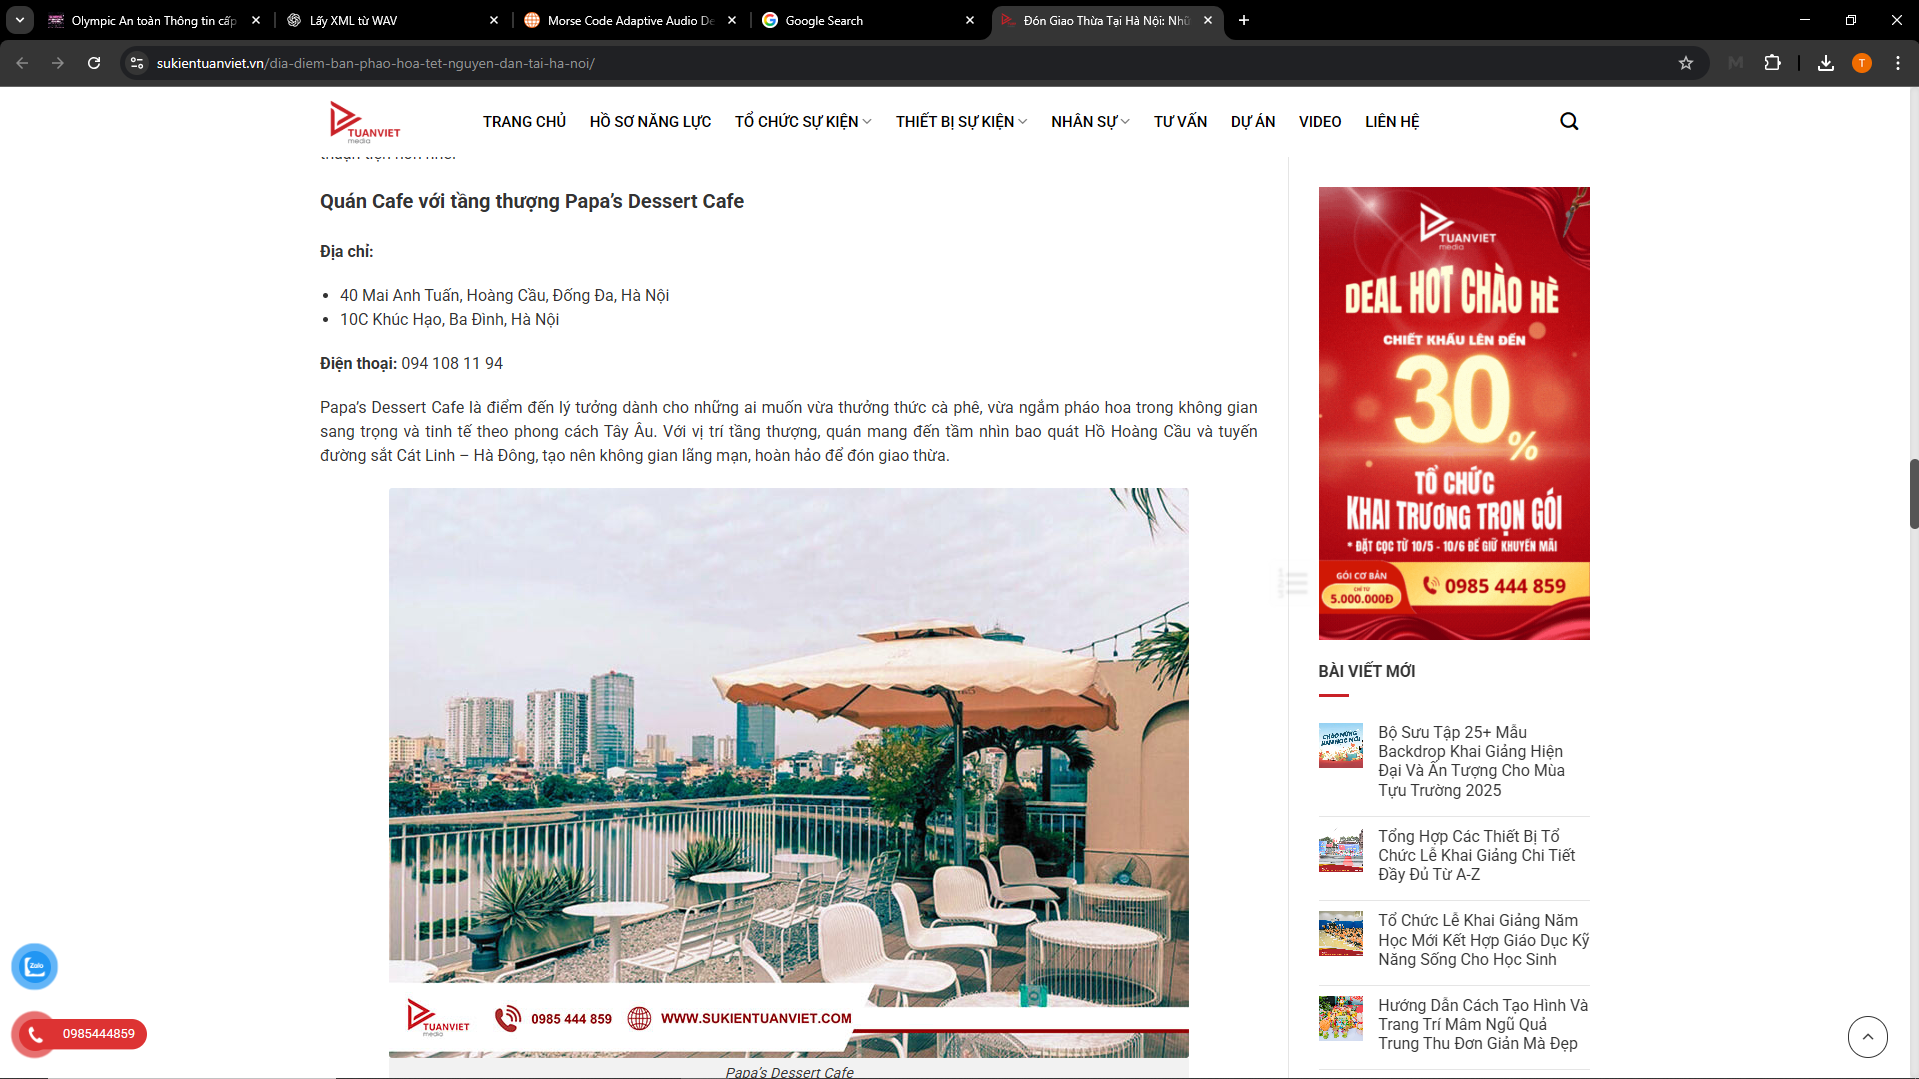 Olympic An toàn Thông tin cấp
Lấy XML từ WAV
Morse Code Adaptive Audio De
Google Search
Đón Giao Thừa Tại Hà Nội: Nhữ
sukientuanviet.vn/dia-diem-ban-phao-hoa-tet-nguyen-dan-tai-ha-noi/
T
TUANVIET
media
TRANG CHỦ
HỒ SƠ NĂNG LỰC
TỔ CHỨC SỰ KIỆN
THIẾT BỊ SỰ KIỆN
NHÂN SỰ
TƯ VẤN
DỰ ÁN
VIDEO
LIÊN HỆ
Quán Cafe với tầng thượng Papa’s Dessert Cafe
Địa chỉ:
40 Mai Anh Tuấn, Hoàng Cầu, Đống Đa, Hà Nội
10C Khúc Hạo, Ba Đình, Hà Nội
Điện thoại: 094 108 11 94
Papa’s Dessert Cafe là điểm đến lý tưởng dành cho những ai muốn vừa thưởng thức cà phê, vừa ngắm pháo hoa trong không gian
sang trọng và tinh tế theo phong cách Tây Âu. Với vị trí tầng thượng, quán mang đến tầm nhìn bao quát Hồ Hoàng Cầu và tuyến
đường sắt Cát Linh – Hà Đông, tạo nên không gian lãng mạn, hoàn hảo để đón giao thừa.
TUANVIET
media
0985 444 859
WWW.SUKIENTUANVIET.COM
Papa’s Dessert Cafe
Zalo
0985444859
TUANVIET
media
DEAL HOT CHÀO HÈ
CHIẾT KHẤU LÊN ĐẾN
30%
TỔ CHỨC
KHAI TRƯƠNG TRỌN GÓI
* ĐẶT CỌC TỪ 10/5 - 10/6 ĐỂ GIỮ KHUYẾN MÃI
GÓI CƠ BẢN
CHỈ TỪ
5.000.000Đ
0985 444 859
BÀI VIẾT MỚI
Bộ Sưu Tập 25+ Mẫu
Backdrop Khai Giảng Hiện
Đại Và Ấn Tượng Cho Mùa
Tựu Trường 2025
Tổng Hợp Các Thiết Bị Tổ
Chức Lễ Khai Giảng Chi Tiết
Đầy Đủ Từ A-Z
Tổ Chức Lễ Khai Giảng Năm
Học Mới Kết Hợp Giáo Dục Kỹ
Năng Sống Cho Học Sinh
Hướng Dẫn Cách Tạo Hình Và
Trang Trí Mâm Ngũ Quả
Trung Thu Đơn Giản Mà Đẹp